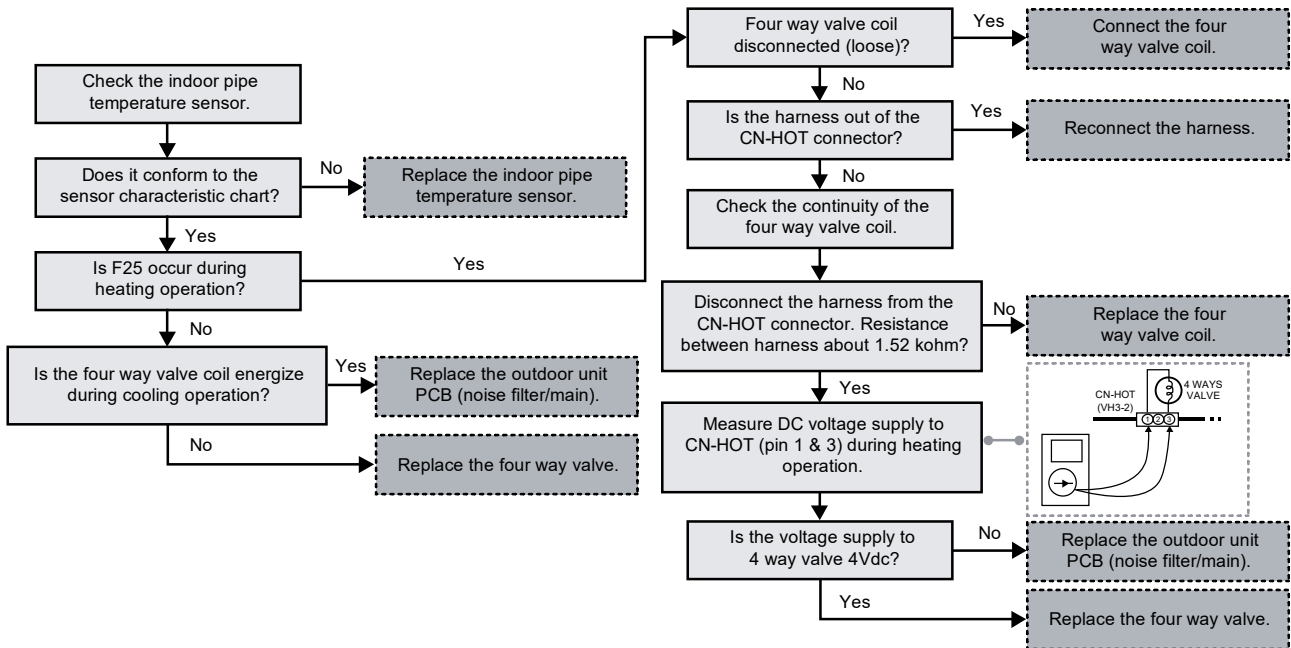 Check the indoor pipe
temperature sensor.
Does it conform to the
sensor characteristic chart?
No
Replace the indoor pipe
temperature sensor.
Yes
Is F25 occur during
heating operation?
Yes
No
Is the four way valve coil energize
during cooling operation?
Yes
Replace the outdoor unit
PCB (noise filter/main).
No
Replace the four way valve.
Four way valve coil
disconnected (loose)?
Yes
Connect the four
way valve coil.
No
Is the harness out of the
CN-HOT connector?
Yes
Reconnect the harness.
No
Check the continuity of the
four way valve coil.
Disconnect the harness from the
CN-HOT connector. Resistance
between harness about 1.52 kohm?
No
Replace the four
way valve coil.
Yes
Measure DC voltage supply to
CN-HOT (pin 1 & 3) during heating
operation.
4 WAYS
VALVE
CN-HOT
(VH3-2)
1 2 3
Is the voltage supply to
4 way valve 4Vdc?
No
Replace the outdoor unit
PCB (noise filter/main).
Yes
Replace the four way valve.